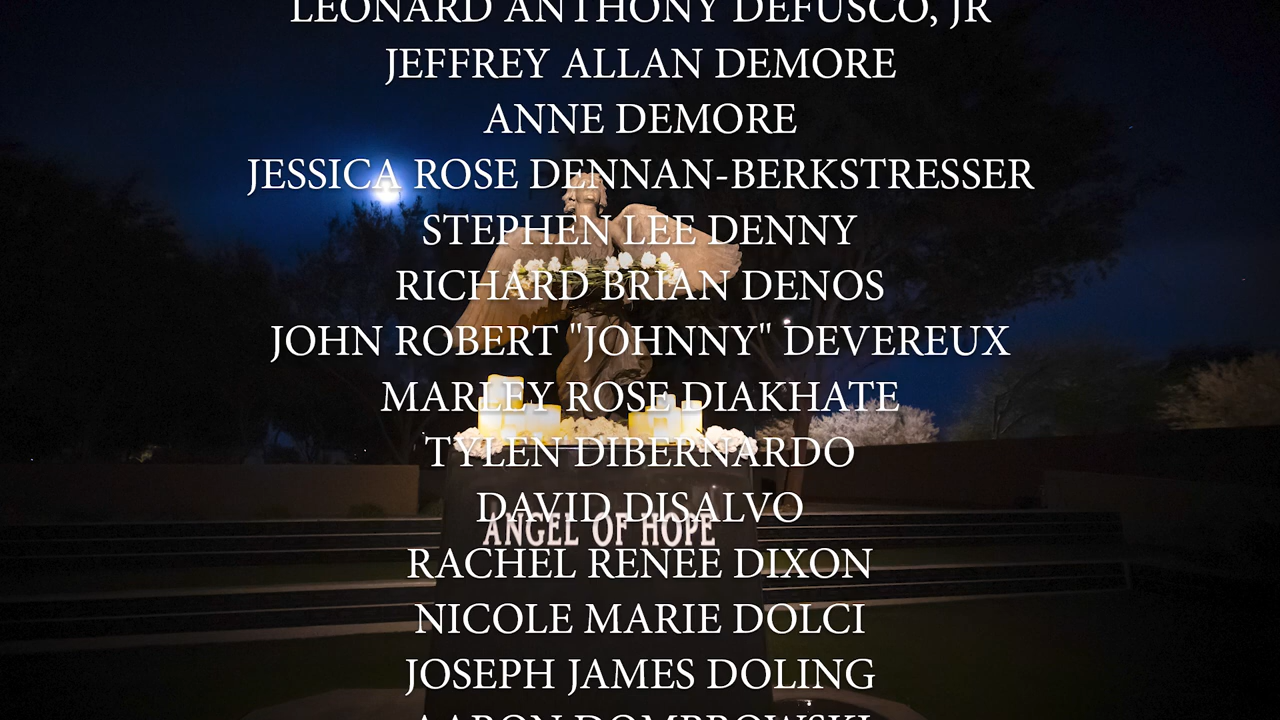 LEONARD ANTHONY DEFUSCO, JR
JEFFREY ALLAN DEMORE
ANNE DEMORE
JESSICA ROSE DENNAN-BERKSTRESSER
STEPHEN LEE DENNY
RICHARD BRIAN DENOS
JOHN ROBERT "JOHNNY" DEVEREUX
MARLEY ROSE DIAKHATE
TYLEN DIBERNARDO
DAVID DISALVO
ANGEL OF HOPE
RACHEL RENEE DIXON
NICOLE MARIE DOLCI
JOSEPH JAMES DOLING
AARON DOMBROWSKI